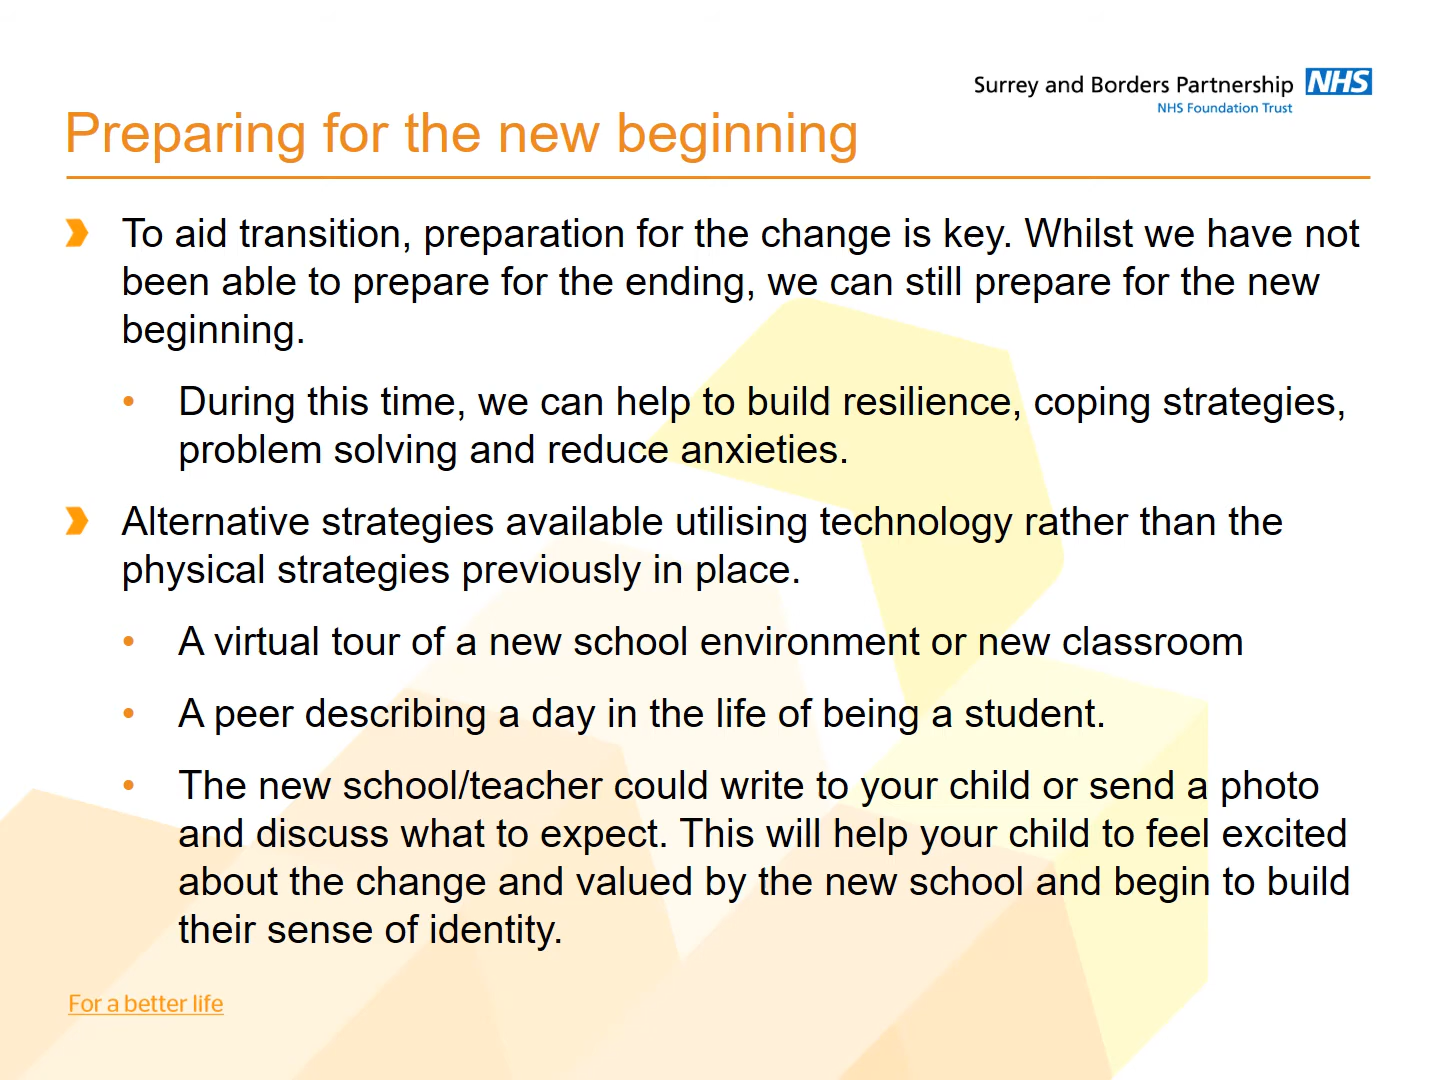 Surrey and Borders Partnership NHS
NHS Foundation Trust
Preparing for the new beginning
To aid transition, preparation for the change is key. Whilst we have not
been able to prepare for the ending, we can still prepare for the new
beginning.
• During this time, we can help to build resilience, coping strategies,
problem solving and reduce anxieties.
Alternative strategies available utilising technology rather than the
physical strategies previously in place.
• A virtual tour of a new school environment or new classroom
• A peer describing a day in the life of being a student.
• The new school/teacher could write to your child or send a photo
and discuss what to expect. This will help your child to feel excited
about the change and valued by the new school and begin to build
their sense of identity.
For a better life